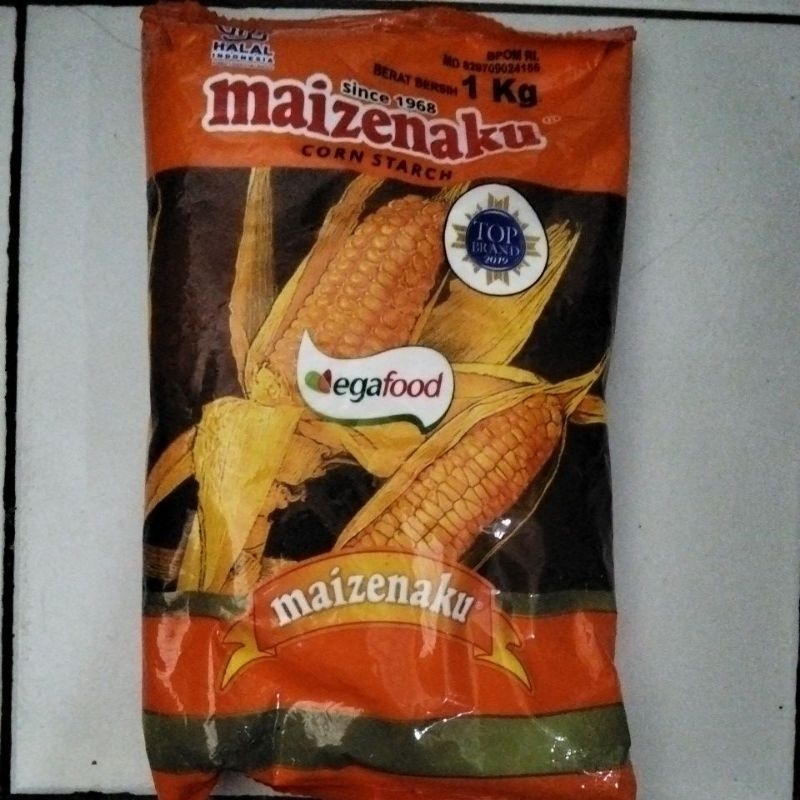 HALAL
INDONESIA
BPOM RI.
MD 828709024166
BERAT BERSIH 1 Kg
since 1968
maizenaku
CORN STARCH
TOP
BRAND
2019
egafood
maizenaku